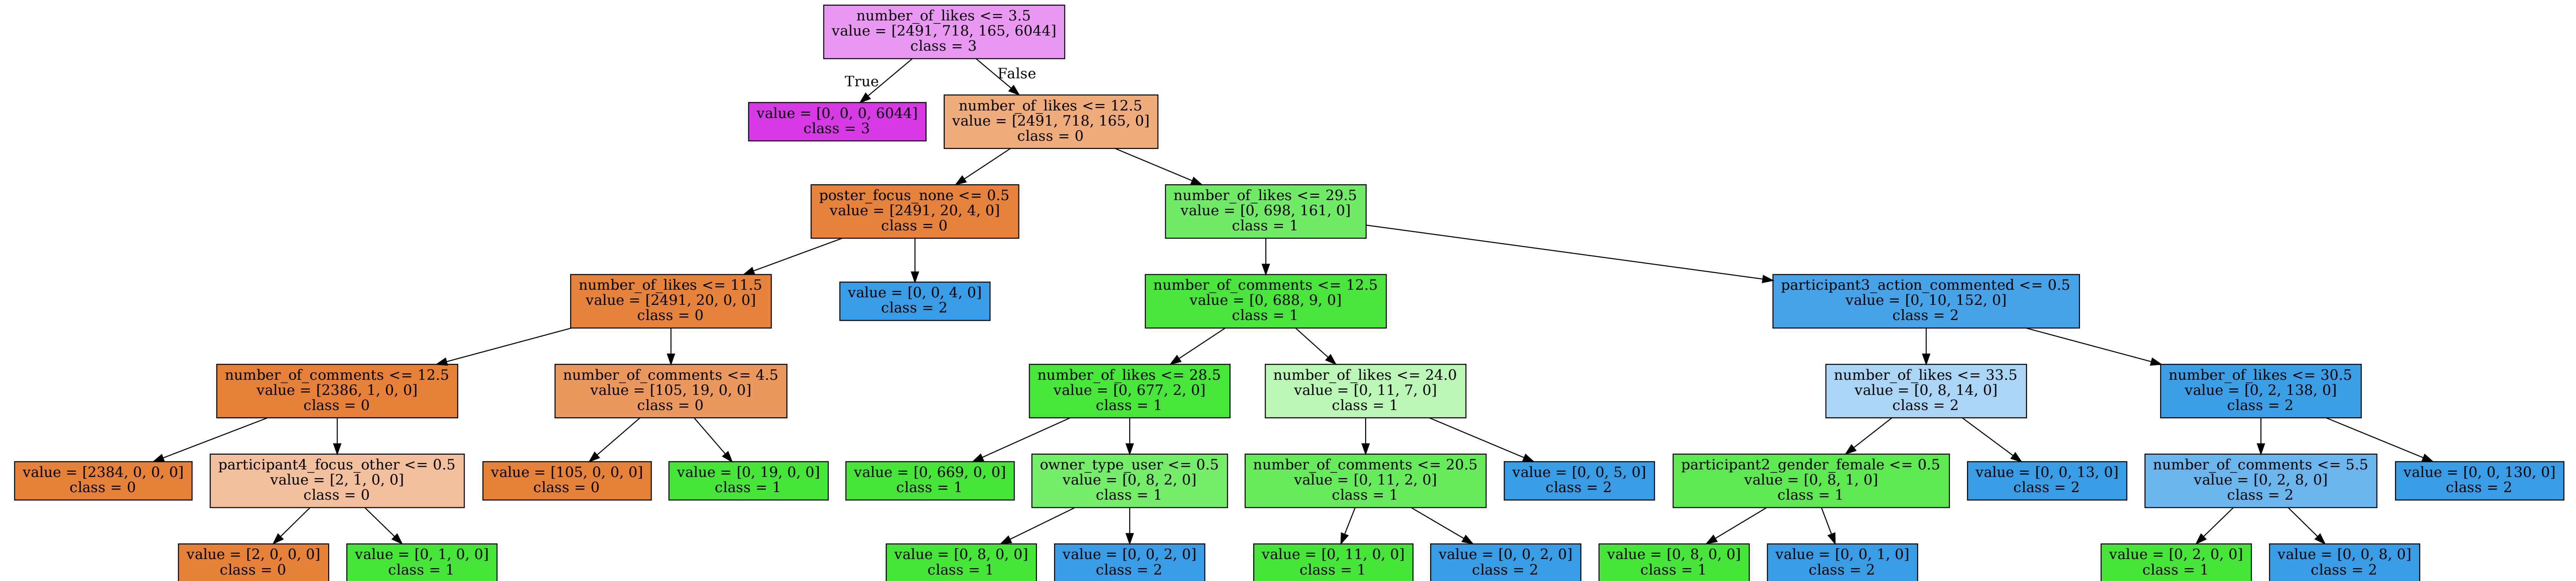 number_of_likes <= 3.5
value = [2491, 718, 165, 6044]
class = 3
True
False
value = [0, 0, 0, 6044]
class = 3
number_of_likes <= 12.5
value = [2491, 718, 165, 0]
class = 0
poster_focus_none <= 0.5
value = [2491, 20, 4, 0]
class = 0
number_of_likes <= 29.5
value = [0, 698, 161, 0]
class = 1
number_of_likes <= 11.5
value = [2491, 20, 0, 0]
class = 0
value = [0, 0, 4, 0]
class = 2
number_of_comments <= 12.5
value = [0, 688, 9, 0]
class = 1
participant3_action_commented <= 0.5
value = [0, 10, 152, 0]
class = 2
number_of_comments <= 12.5
value = [2386, 1, 0, 0]
class = 0
number_of_comments <= 4.5
value = [105, 19, 0, 0]
class = 0
number_of_likes <= 28.5
value = [0, 677, 2, 0]
class = 1
number_of_likes <= 24.0
value = [0, 11, 7, 0]
class = 1
number_of_likes <= 33.5
value = [0, 8, 14, 0]
class = 2
number_of_likes <= 30.5
value = [0, 2, 138, 0]
class = 2
value = [2384, 0, 0, 0]
class = 0
participant4_focus_other <= 0.5
value = [2, 1, 0, 0]
class = 0
value = [105, 0, 0, 0]
class = 0
value = [0, 19, 0, 0]
class = 1
value = [0, 669, 0, 0]
class = 1
owner_type_user <= 0.5
value = [0, 8, 2, 0]
class = 1
number_of_comments <= 20.5
value = [0, 11, 2, 0]
class = 1
value = [0, 0, 5, 0]
class = 2
participant2_gender_female <= 0.5
value = [0, 8, 1, 0]
class = 1
value = [0, 0, 13, 0]
class = 2
number_of_comments <= 5.5
value = [0, 2, 8, 0]
class = 2
value = [0, 0, 130, 0]
class = 2
value = [2, 0, 0, 0]
class = 0
value = [0, 1, 0, 0]
class = 1
value = [0, 8, 0, 0]
class = 1
value = [0, 0, 2, 0]
class = 2
value = [0, 11, 0, 0]
class = 1
value = [0, 0, 2, 0]
class = 2
value = [0, 8, 0, 0]
class = 1
value = [0, 0, 1, 0]
class = 2
value = [0, 2, 0, 0]
class = 1
value = [0, 0, 8, 0]
class = 2